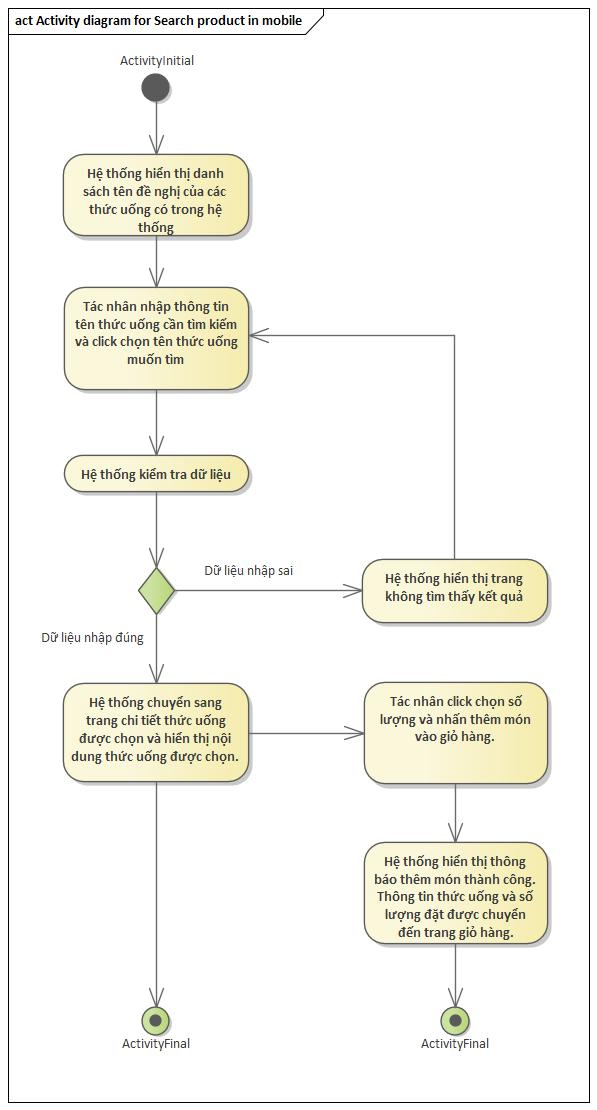 act Activity diagram for Search product in mobile
ActivityInitial
Hệ thống hiển thị danh
sách tên đề nghị của các
thức uống có trong hệ
thống
Tác nhân nhập thông tin
tên thức uống cần tìm kiếm
và click chọn tên thức uống
muốn tìm
Hệ thống kiểm tra dữ liệu
Dữ liệu nhập sai
Hệ thống hiển thị trang
không tìm thấy kết quả
Dữ liệu nhập đúng
Hệ thống chuyển sang
trang chi tiết thức uống
được chọn và hiển thị nội
dung thức uống được chọn.
Tác nhân click chọn số
lượng và nhấn thêm món
vào giỏ hàng.
Hệ thống hiển thị thông
báo thêm món thành công.
Thông tin thức uống và số
lượng đặt được chuyển
đến trang giỏ hàng.
ActivityFinal
ActivityFinal